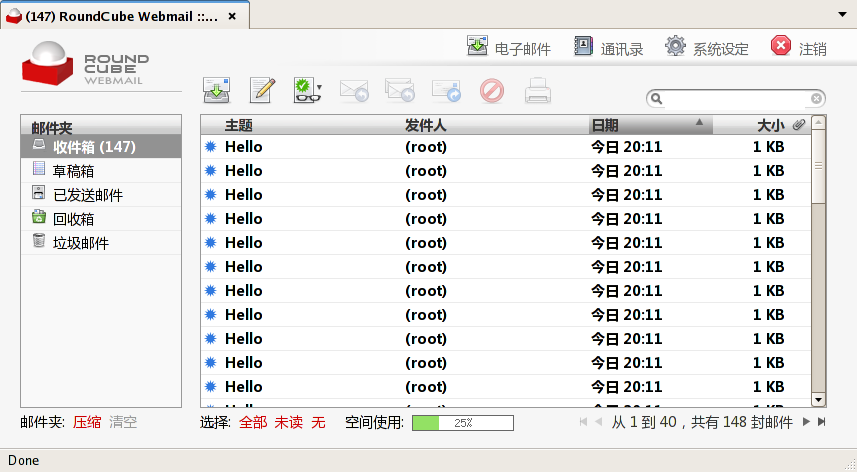 (147) RoundCube Webmail ::...
ROUND CUBE WEBMAIL
电子邮件 通讯录 系统设定 注销
邮件夹
收件箱 (147)
草稿箱
已发送邮件
回收箱
垃圾邮件
主题 发件人 日期 大小
Hello (root) 今日 20:11 1 KB
Hello (root) 今日 20:11 1 KB
Hello (root) 今日 20:11 1 KB
Hello (root) 今日 20:11 1 KB
Hello (root) 今日 20:11 1 KB
Hello (root) 今日 20:11 1 KB
Hello (root) 今日 20:11 1 KB
Hello (root) 今日 20:11 1 KB
Hello (root) 今日 20:11 1 KB
Hello (root) 今日 20:11 1 KB
Hello (root) 今日 20:11 1 KB
邮件夹: 压缩 清空
选择: 全部 未读 无 空间使用: 25% 从 1 到 40，共有 148 封邮件
Done